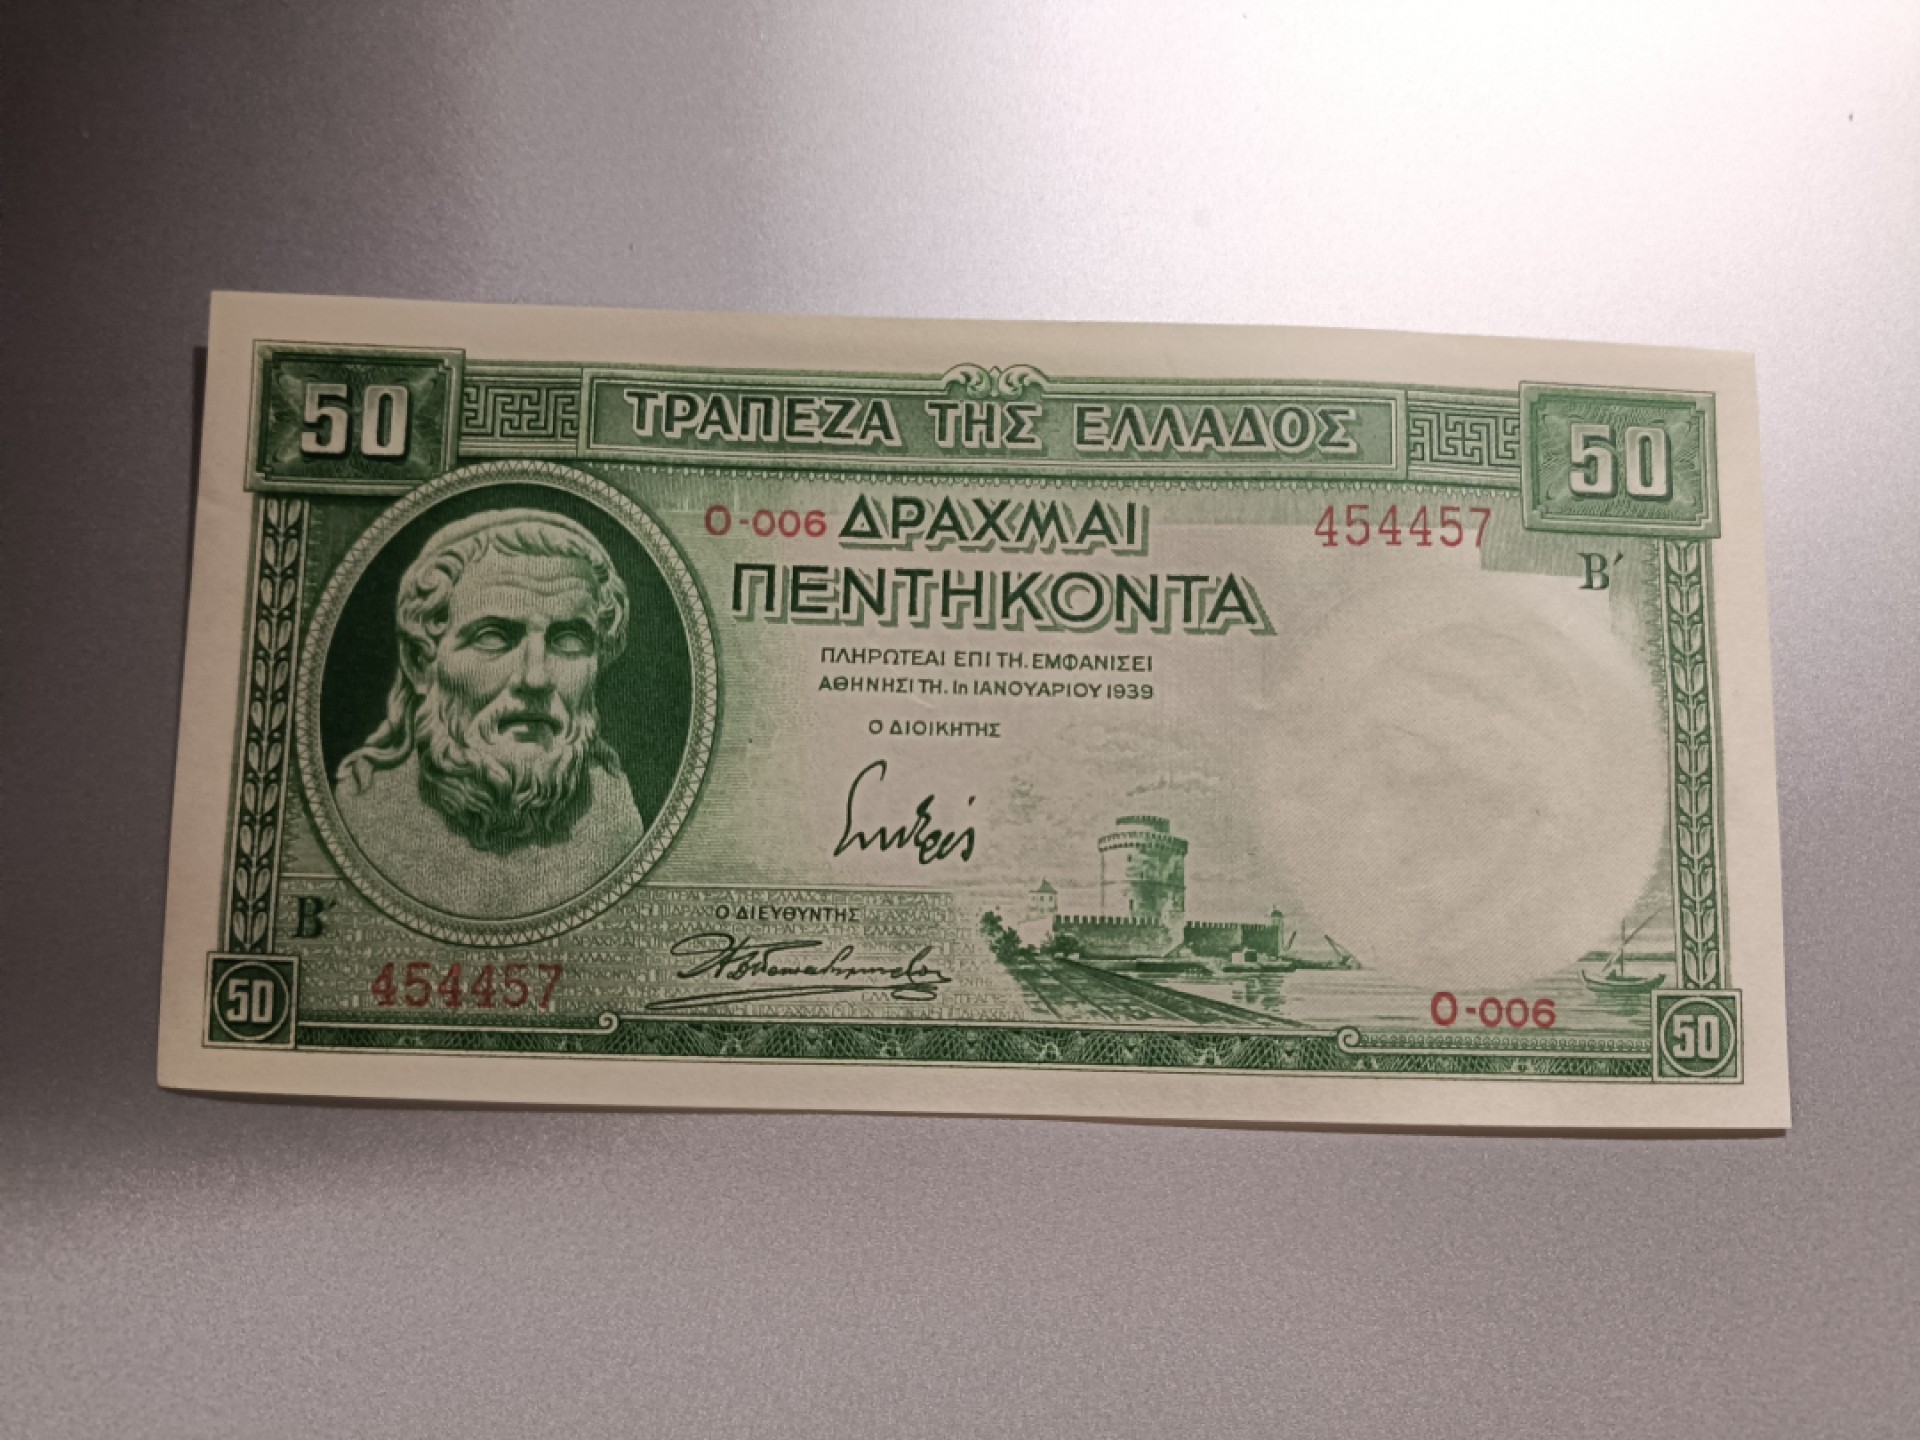 50 ΤΡΑΠΕΖΑ ΤΗΣ ΕΛΛΑΔΟΣ 50
Ο-006 ΔΡΑΧΜΑΙ 454457
Β΄
ΠΕΝΤΗΚΟΝΤΑ
ΠΛΗΡΩΤΕΑΙ ΕΠΙ ΤΗ. ΕΜΦΑΝΙΣΕΙ
ΑΘΗΝΗΣΙ ΤΗ. 1η ΙΑΝΟΥΑΡΙΟΥ 1939
Ο ΔΙΟΙΚΗΤΗΣ
Ο ΔΙΕΥΘΥΝΤΗΣ
Β΄
454457
Ο-006
50 50